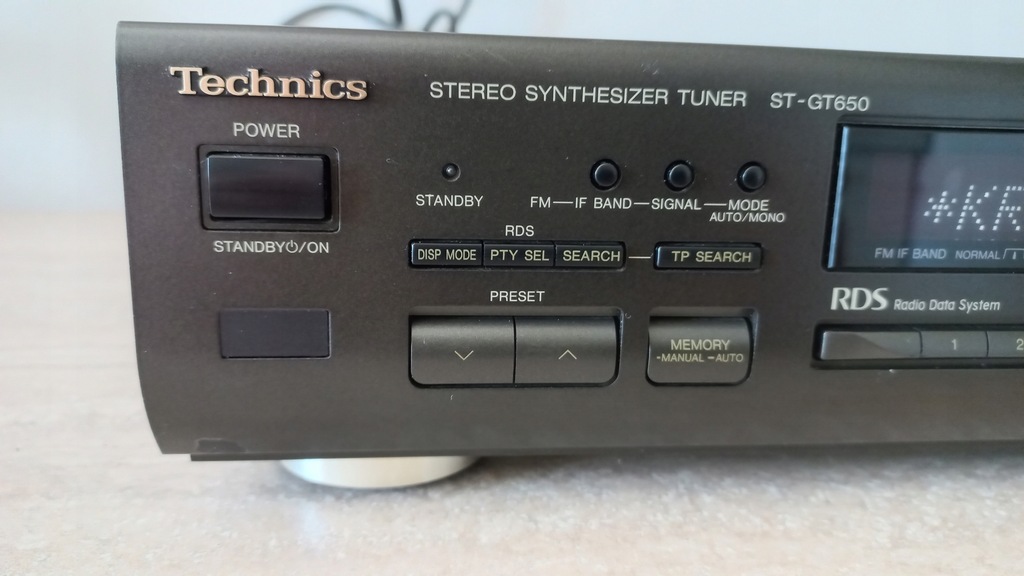 Technics
STEREO SYNTHESIZER TUNER ST-GT650
POWER
STANDBY⏻/ON
STANDBY
FM—IF BAND—SIGNAL—MODE
AUTO/MONO
RDS
DISP MODE PTY SEL SEARCH — TP SEARCH
PRESET
MEMORY
-MANUAL -AUTO
FM IF BAND NORMAL
RDS Radio Data System
1 2